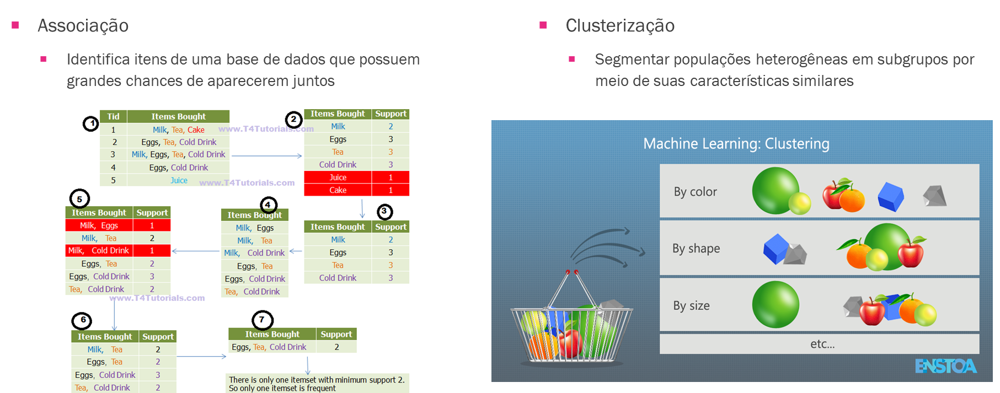 Associação
Identifica itens de uma base de dados que possuem
grandes chances de aparecerem juntos
1
Tid Items Bought
1 Milk, Tea, Cake
2 Eggs, Tea, Cold Drink
3 Milk, Eggs, Tea, Cold Drink
4 Eggs, Cold Drink
5 Juice
www.T4Tutorials.com
www.T4Tutorials.com
2
Items Bought Support
Milk 2
Eggs 3
Tea 3
Cold Drink 3
Juice 1
Cake 1
3
Items Bought Support
Milk 2
Eggs 3
Tea 3
Cold Drink 3
4
Items Bought
Milk, Eggs
Milk, Tea
Milk, Cold Drink
Eggs, Tea
Eggs, Cold Drink
Tea, Cold Drink
5
Items Bought Support
Milk, Eggs 1
Milk, Tea 2
Milk, Cold Drink 1
Eggs, Tea 2
Eggs, Cold Drink 3
Tea, Cold Drink 2
www.T4Tutorials.com
6
Items Bought Support
Milk, Tea 2
Eggs, Tea 2
Eggs, Cold Drink 3
Tea, Cold Drink 2
7
Items Bought Support
Eggs, Tea, Cold Drink 2
There is only one itemset with minimum support 2.
So only one itemset is frequent
Clusterização
Segmentar populações heterogêneas em subgrupos por
meio de suas características similares
Machine Learning: Clustering
By color
By shape
By size
etc...
ENSTOA